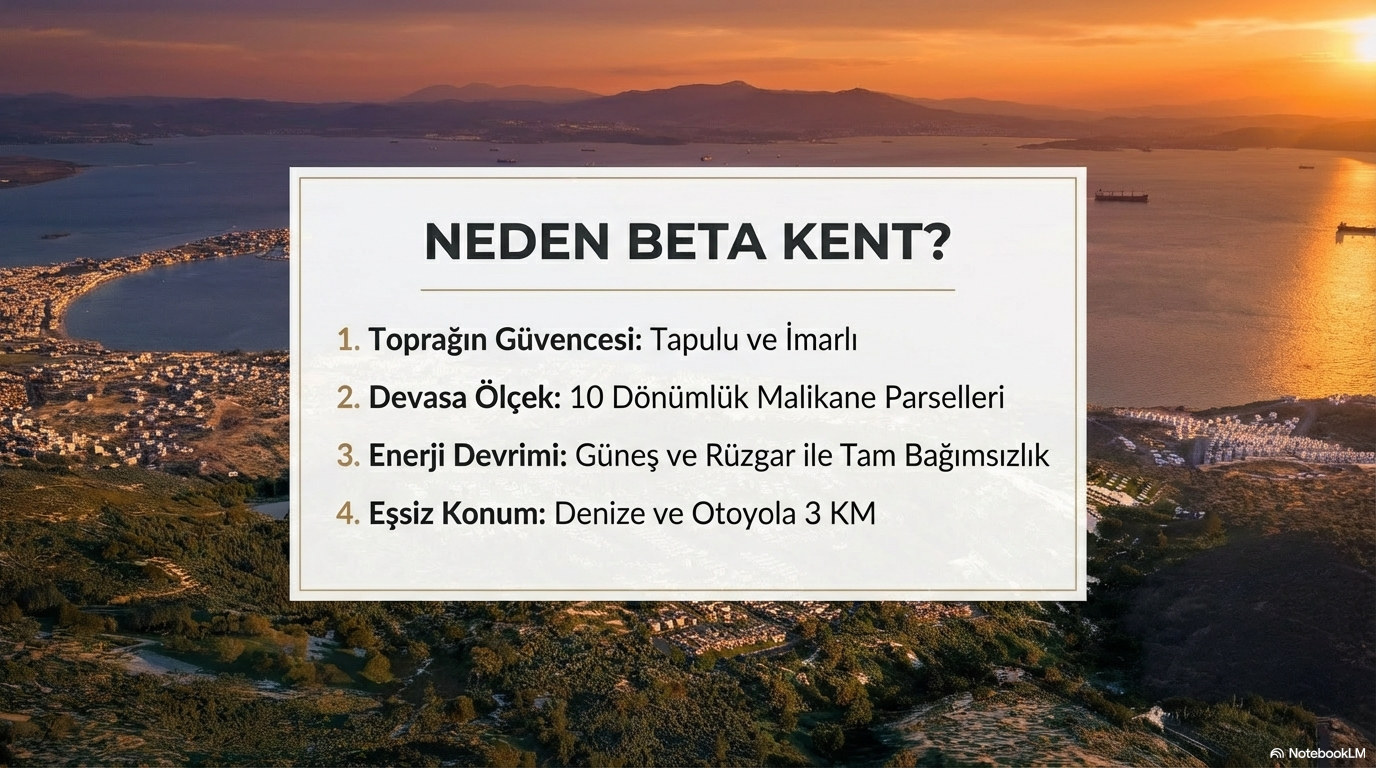 NEDEN BETA KENT?
1. Toprağın Güvencesi: Tapulu ve İmarlı
2. Devasa Ölçek: 10 Dönümlük Malikane Parselleri
3. Enerji Devrimi: Güneş ve Rüzgar ile Tam Bağımsızlık
4. Eşsiz Konum: Denize ve Otoyola 3 KM
NotebookLM